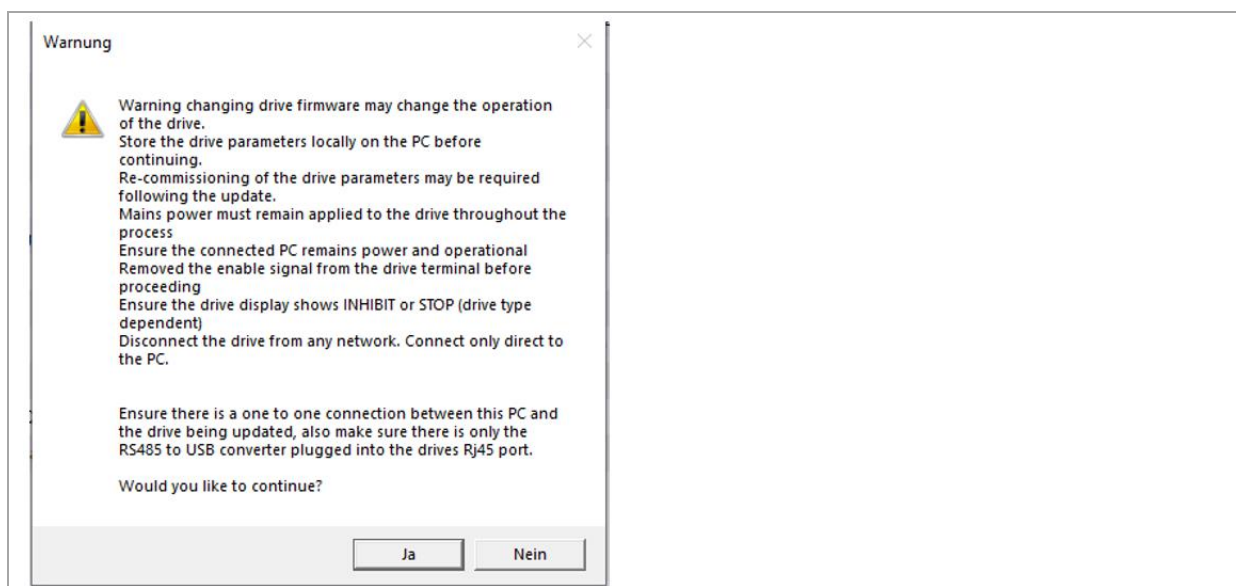 Warnung
Warning changing drive firmware may change the operation
of the drive.
Store the drive parameters locally on the PC before
continuing.
Re-commissioning of the drive parameters may be required
following the update.
Mains power must remain applied to the drive throughout the
process
Ensure the connected PC remains power and operational
Removed the enable signal from the drive terminal before
proceeding
Ensure the drive display shows INHIBIT or STOP (drive type
dependent)
Disconnect the drive from any network. Connect only direct to
the PC.
Ensure there is a one to one connection between this PC and
the drive being updated, also make sure there is only the
RS485 to USB converter plugged into the drives Rj45 port.
Would you like to continue?
Ja
Nein